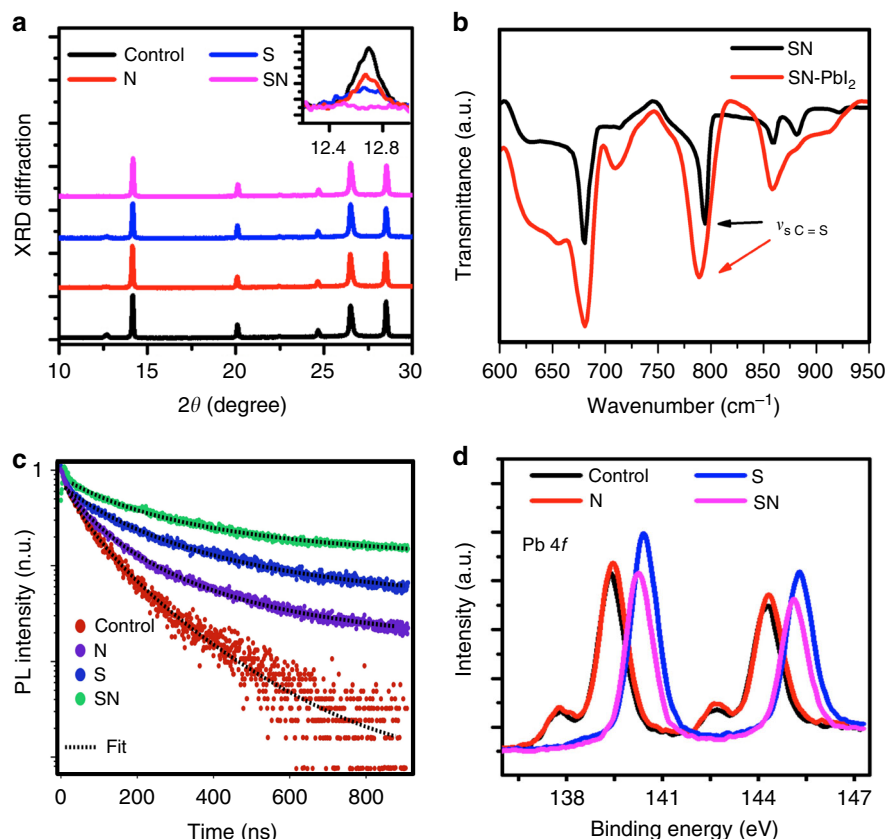 a
Control
S
N
SN
12.4 12.8
XRD diffraction
10 15 20 25 30
2θ (degree)
b
SN
SN-PbI₂
νs C = S
Transmittance (a.u.)
600 650 700 750 800 850 900 950
Wavenumber (cm⁻¹)
c
1
PL intensity (n.u.)
Control
N
S
SN
Fit
0 200 400 600 800
Time (ns)
d
Control
S
N
SN
Pb 4f
Intensity (a.u.)
138 141 144 147
Binding energy (eV)